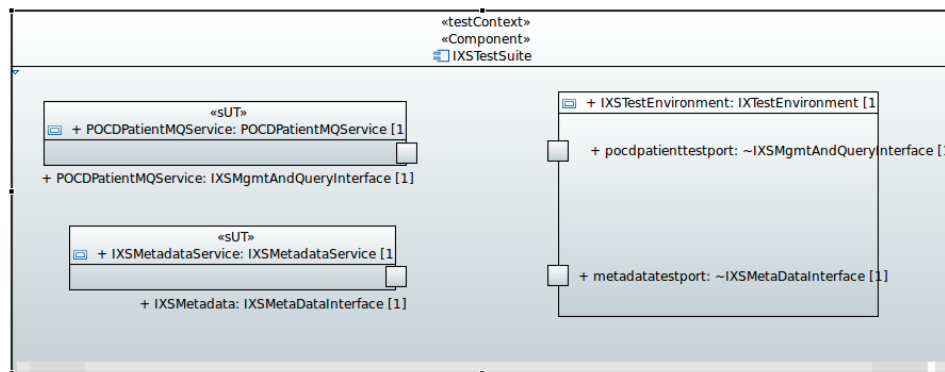 «testContext»
«Component»
IXSTestSuite
«sUT»
+ POCDPatientMQService: POCDPatientMQService [1
+ POCDPatientMQService: IXSMgmtAndQueryInterface [1]
«sUT»
+ IXSMetadataService: IXSMetadataService [1
+ IXSMetadata: IXSMetaDataInterface [1]
+ IXSTestEnvironment: IXTestEnvironment [1
+ pocdpatienttestport: ~IXSMgmtAndQueryInterface [1
+ metadatatestport: ~IXSMetaDataInterface [1]